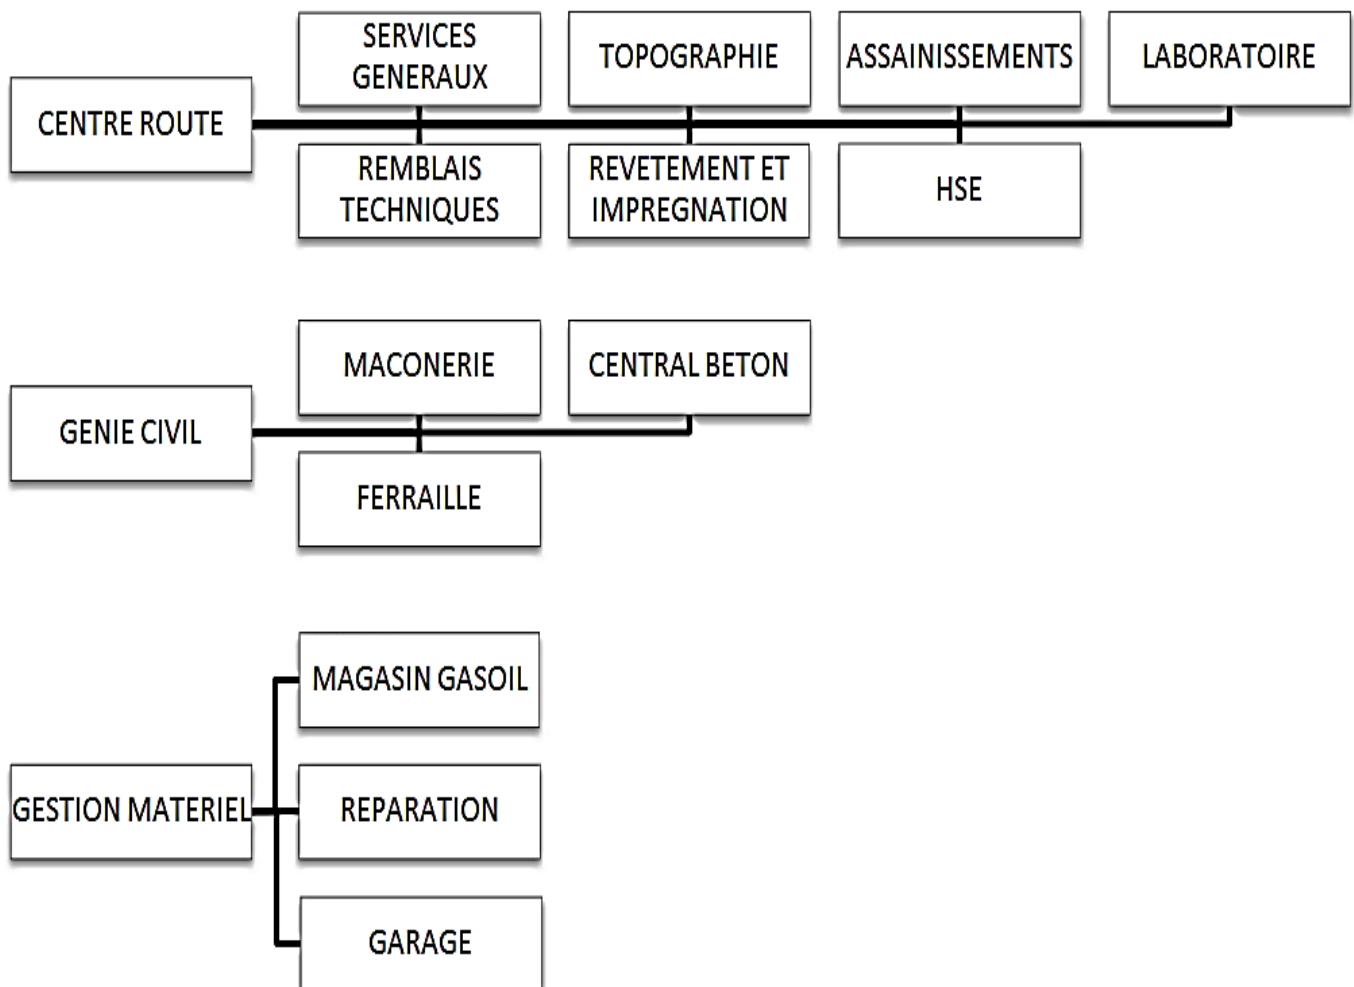 SERVICES
GENERAUX
TOPOGRAPHIE
ASSAINISSEMENTS
LABORATOIRE
CENTRE ROUTE
REMBLAIS
TECHNIQUES
REVETEMENT ET
IMPREGNATION
HSE
MACONERIE
CENTRAL BETON
GENIE CIVIL
FERRAILLE
MAGASIN GASOIL
GESTION MATERIEL
REPARATION
GARAGE